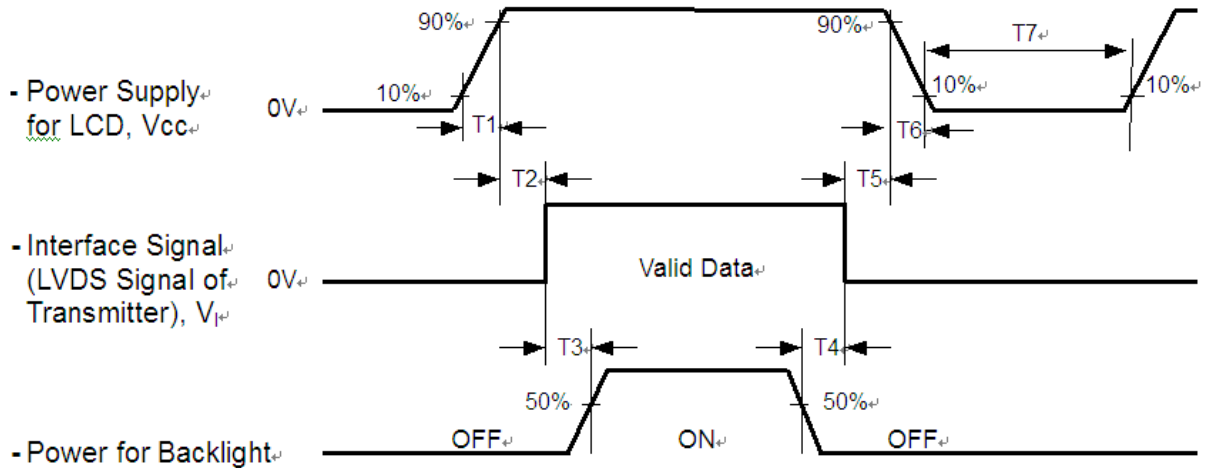 90%↵
90%↵
T7↵
- Power Supply↵
for LCD, Vcc↵
0V↵
10%↵
10%↵
10%↵
T1
T6↵
T2↵
T5↵
- Interface Signal↵
(LVDS Signal of↵
Transmitter), VI↵
0V↵
Valid Data↵
T3↵
T4↵
50%
50%↵
- Power for Backlight↵
OFF↵
ON↵
OFF↵